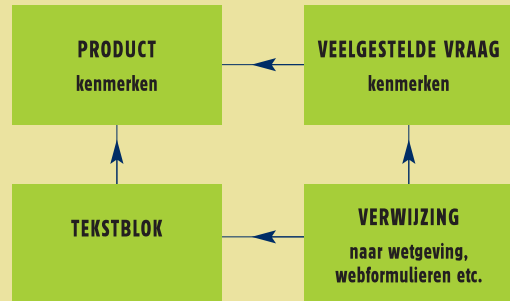 PRODUCT
kenmerken
VEELGESTELDE VRAAG
kenmerken
TEKSTBLOK
VERWIJZING
naar wetgeving,
webformulieren etc.